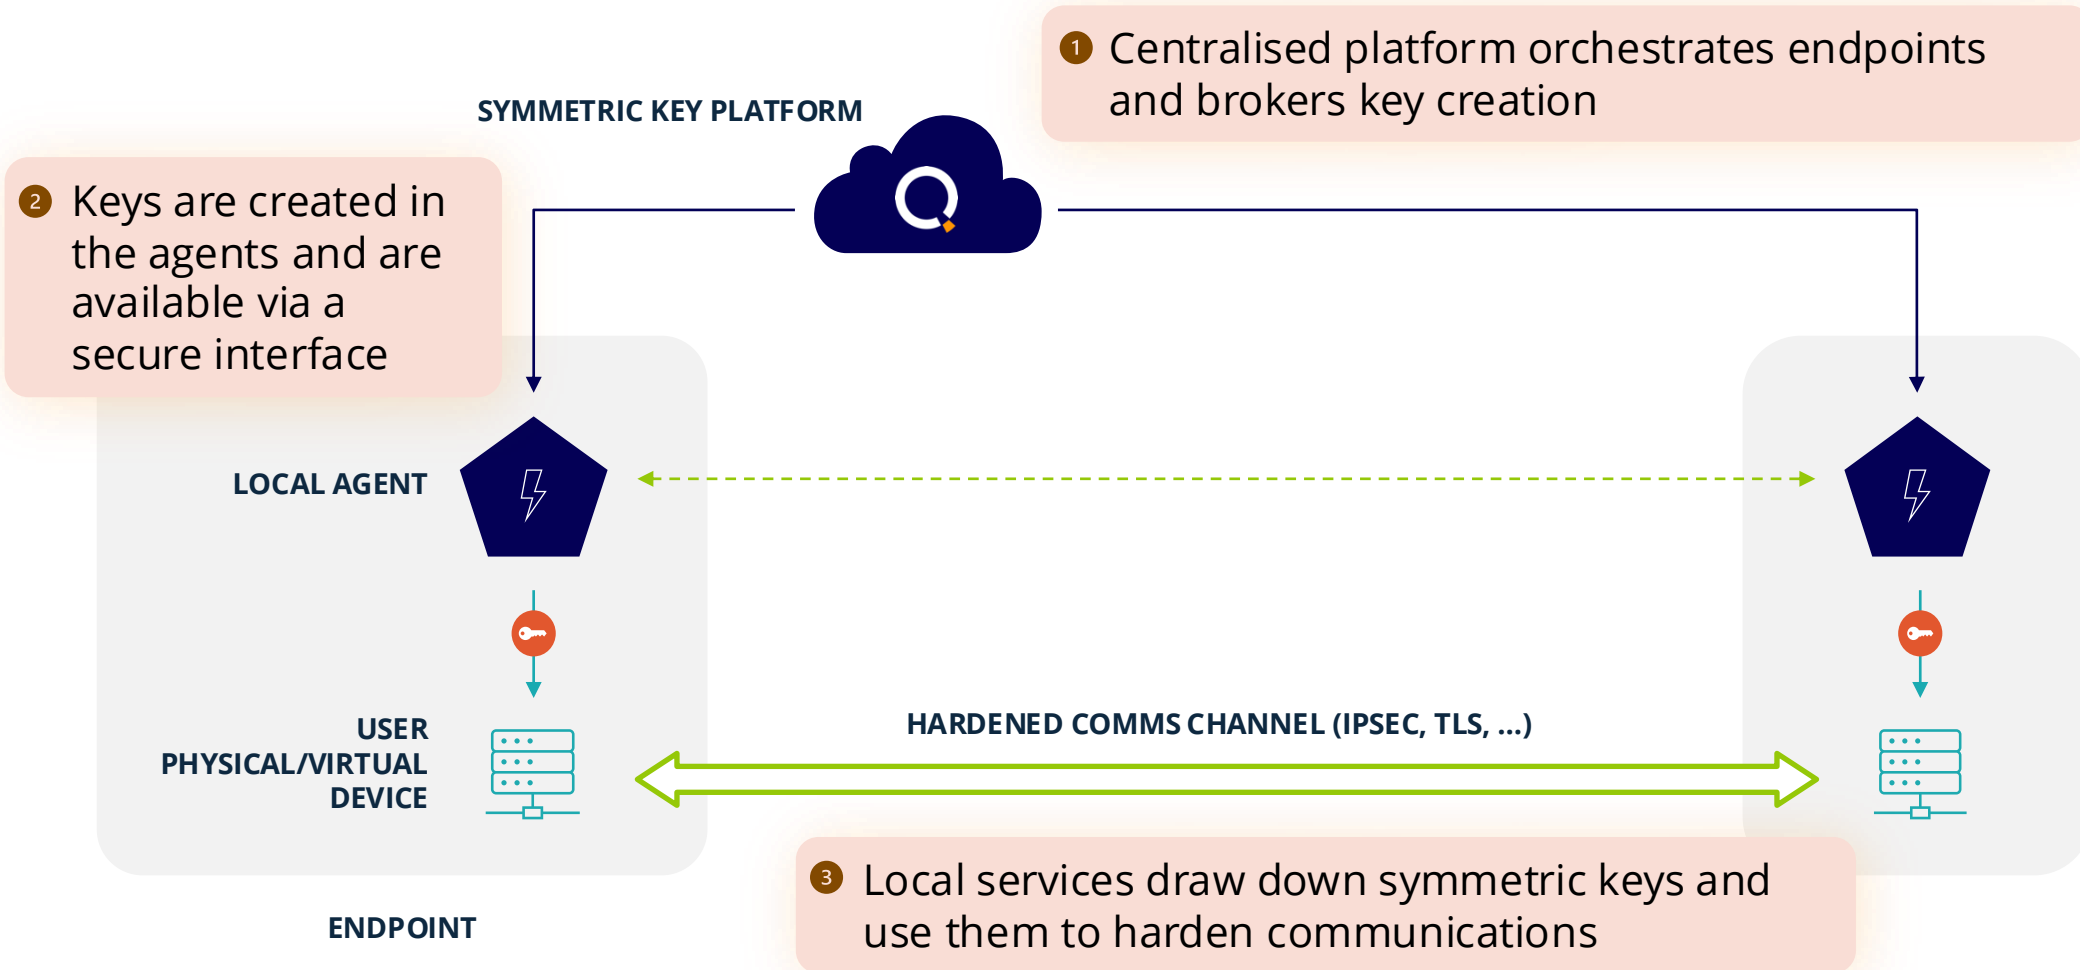 1 Centralised platform orchestrates endpoints
and brokers key creation
SYMMETRIC KEY PLATFORM
2 Keys are created in
the agents and are
available via a
secure interface
LOCAL AGENT
USER
PHYSICAL/VIRTUAL
DEVICE
HARDENED COMMS CHANNEL (IPSEC, TLS, ...)
3 Local services draw down symmetric keys and
use them to harden communications
ENDPOINT